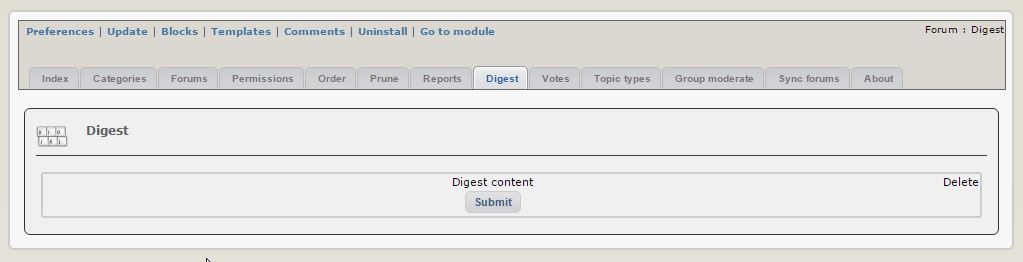 Preferences | Update | Blocks | Templates | Comments | Uninstall | Go to module
Forum : Digest
Index Categories Forums Permissions Order Prune Reports Digest Votes Topic types Group moderate Sync forums About
Digest
Digest content Delete
Submit